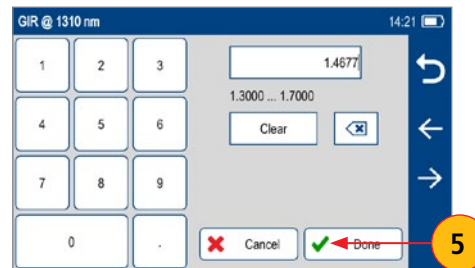 GIR @ 1310 nm 14:21
1 2 3 1.4677
1.3000 ... 1.7000
4 5 6 Clear
7 8 9
0 . Cancel Done
5